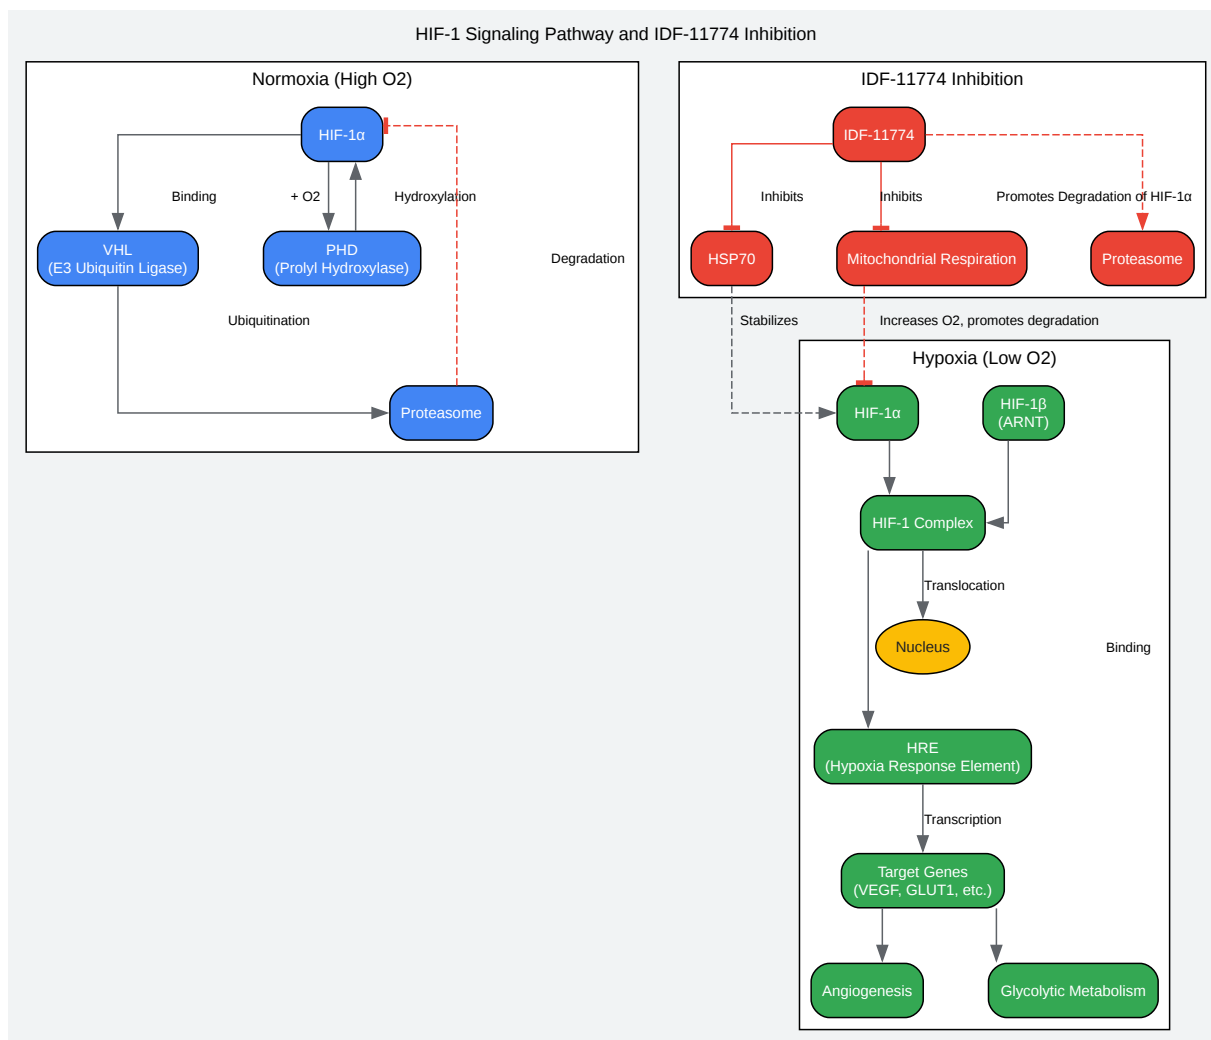 HIF-1 Signaling Pathway and IDF-11774 Inhibition
Normoxia (High O2)
HIF-1α
Binding
+ O2
Hydroxylation
VHL
(E3 Ubiquitin Ligase)
PHD
(Prolyl Hydroxylase)
Degradation
Ubiquitination
Proteasome
IDF-11774 Inhibition
IDF-11774
Inhibits
Inhibits
Promotes Degradation of HIF-1α
HSP70
Mitochondrial Respiration
Proteasome
Stabilizes
Increases O2, promotes degradation
Hypoxia (Low O2)
HIF-1α
HIF-1β
(ARNT)
HIF-1 Complex
Translocation
Nucleus
Binding
HRE
(Hypoxia Response Element)
Transcription
Target Genes
(VEGF, GLUT1, etc.)
Angiogenesis
Glycolytic Metabolism